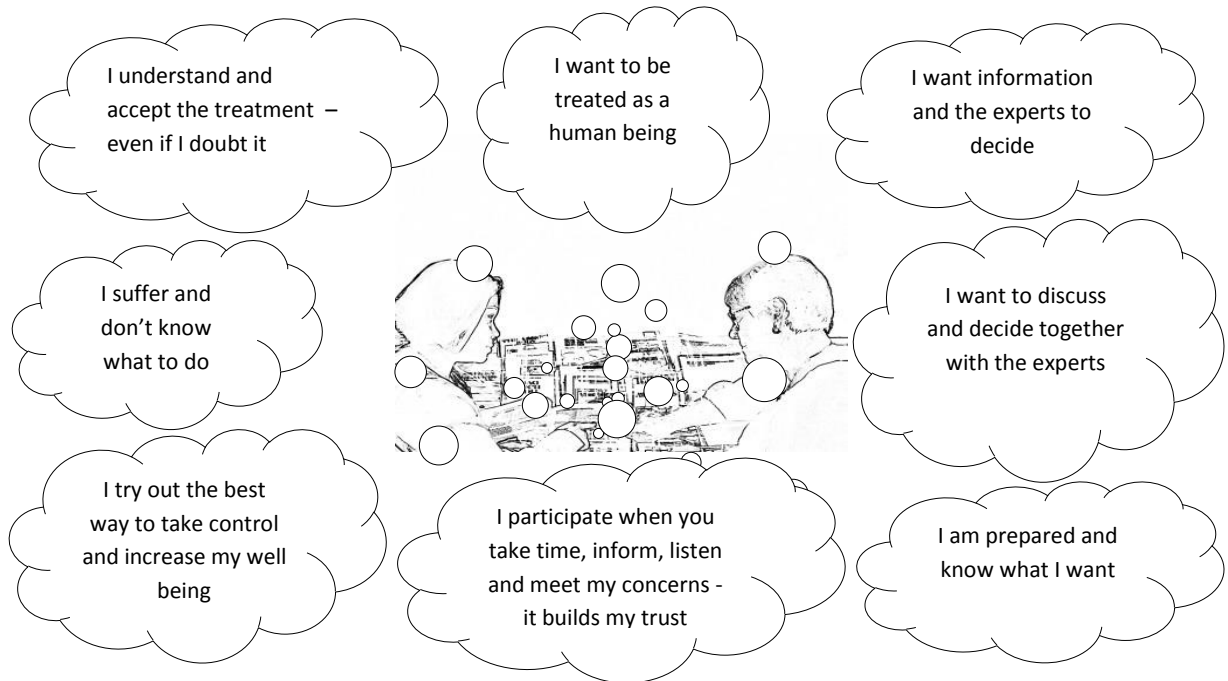 I understand and
accept the treatment –
even if I doubt it
I want to be
treated as a
human being
I want information
and the experts to
decide
I suffer and
don’t know
what to do
I want to discuss
and decide together
with the experts
I try out the best
way to take control
and increase my well
being
I participate when you
take time, inform, listen
and meet my concerns -
it builds my trust
I am prepared and
know what I want